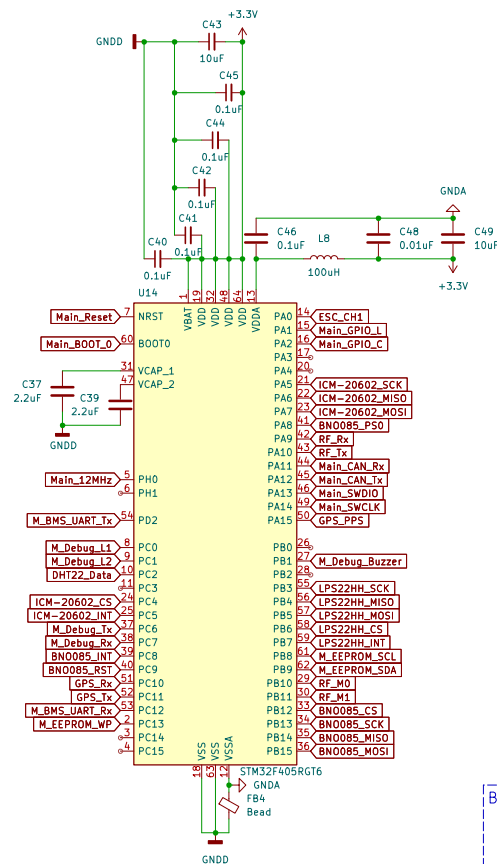 +3.3V
C43
GNDD
10uF
C45
0.1uF
C44
0.1uF
C42
0.1uF
GNDA
C41
0.1uF
C46
0.1uF
L8
100uH
C48
0.01uF
C49
10uF
C40
0.1uF
+3.3V
U14
1 19 32 48 64 13
VBAT VDD VDD VDD VDD VDDA
Main_Reset 7 NRST PA0 14 ESC_CH1
PA1 15 Main_GPIO_L
Main_BOOT_0 60 BOOT0 PA2 16 Main_GPIO_C
PA3 17
31 VCAP_1 PA4 20
C37 47 VCAP_2 PA5 21 ICM-20602_SCK
2.2uF C39 PA6 22 ICM-20602_MISO
2.2uF PA7 23 ICM-20602_MOSI
PA8 41 BNO085_PS0
GNDD PA9 42 RF_Rx
PA10 43 RF_Tx
PA11 44 Main_CAN_Rx
Main_12MHz 5 PH0 PA12 45 Main_CAN_Tx
6 PH1 PA13 46 Main_SWDIO
PA14 49 Main_SWCLK
M_BMS_UART_Tx 54 PD2 PA15 50 GPS_PPS
M_Debug_L1 8 PC0 PB0 26
M_Debug_L2 9 PC1 PB1 27 M_Debug_Buzzer
DHT22_Data 10 PC2 PB2 28
11 PC3 PB3 55 LPS22HH_SCK
ICM-20602_CS 24 PC4 PB4 56 LPS22HH_MISO
ICM-20602_INT 25 PC5 PB5 57 LPS22HH_MOSI
M_Debug_Tx 37 PC6 PB6 58 LPS22HH_CS
M_Debug_Rx 38 PC7 PB7 59 LPS22HH_INT
BNO085_INT 39 PC8 PB8 61 M_EEPROM_SCL
BNO085_RST 40 PC9 PB9 62 M_EEPROM_SDA
GPS_Rx 51 PC10 PB10 29 RF_M0
GPS_Tx 52 PC11 PB11 30 RF_M1
M_BMS_UART_Rx 53 PC12 PB12 33 BNO085_CS
M_EEPROM_WP 2 PC13 PB13 34 BNO085_SCK
3 PC14 PB14 35 BNO085_MISO
4 PC15 PB15 36 BNO085_MOSI
VSS VSS VSSA
18 63 12
STM32F405RGT6
GNDA
FB4
Bead
B
GNDD